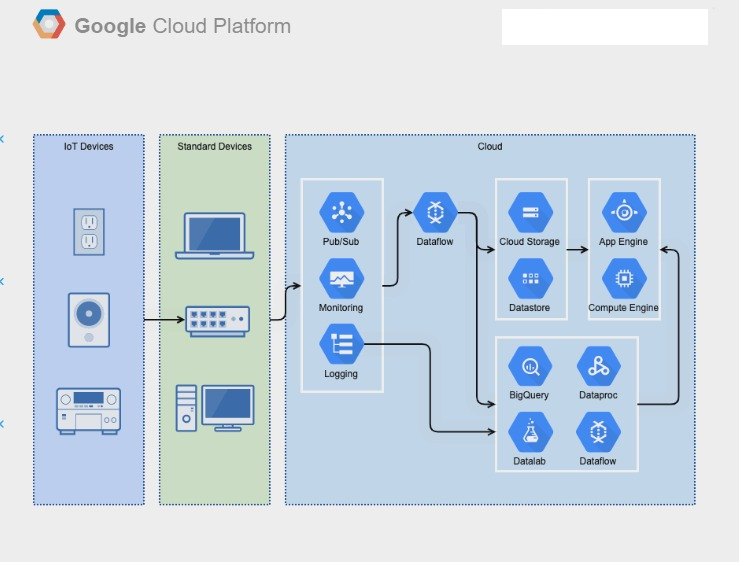 Google Cloud Platform
IoT Devices
Standard Devices
Cloud
Pub/Sub
Dataflow
Cloud Storage
App Engine
Monitoring
Datastore
Compute Engine
Logging
BigQuery
Dataproc
Datalab
Dataflow